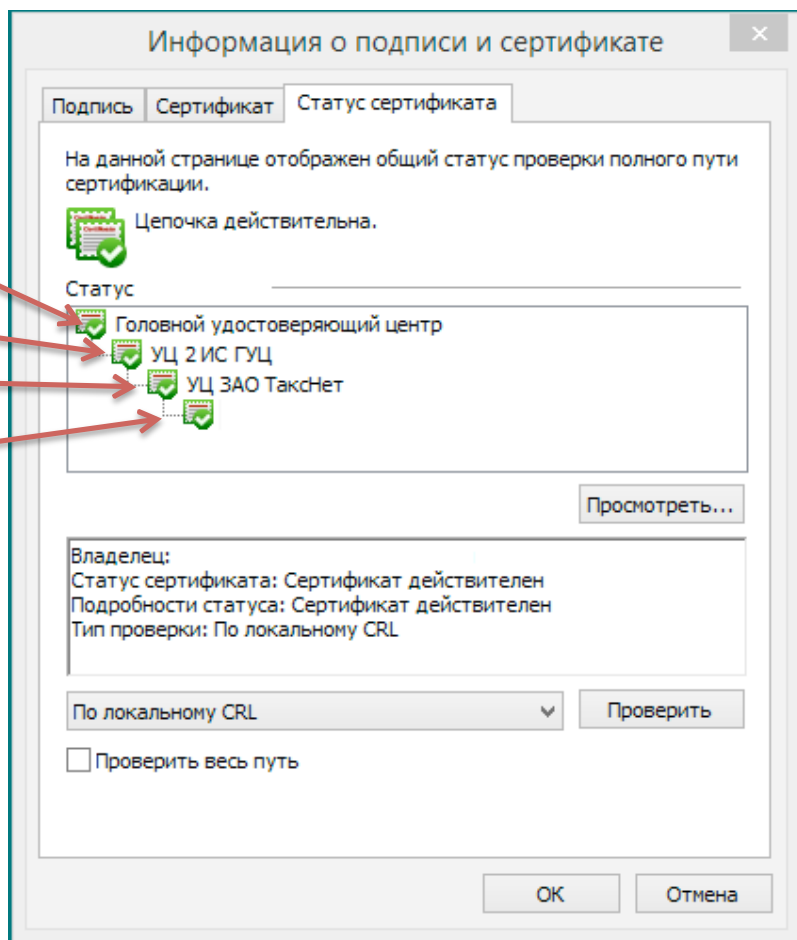 Информация о подписи и сертификате
Подпись Сертификат Статус сертификата
На данной странице отображен общий статус проверки полного пути
сертификации.
Цепочка действительна.
Статус
Головной удостоверяющий центр
УЦ 2 ИС ГУЦ
УЦ ЗАО ТаксНет
Просмотреть...
Владелец:
Статус сертификата: Сертификат действителен
Подробности статуса: Сертификат действителен
Тип проверки: По локальному CRL
По локальному CRL Проверить
Проверить весь путь
ОК Отмена